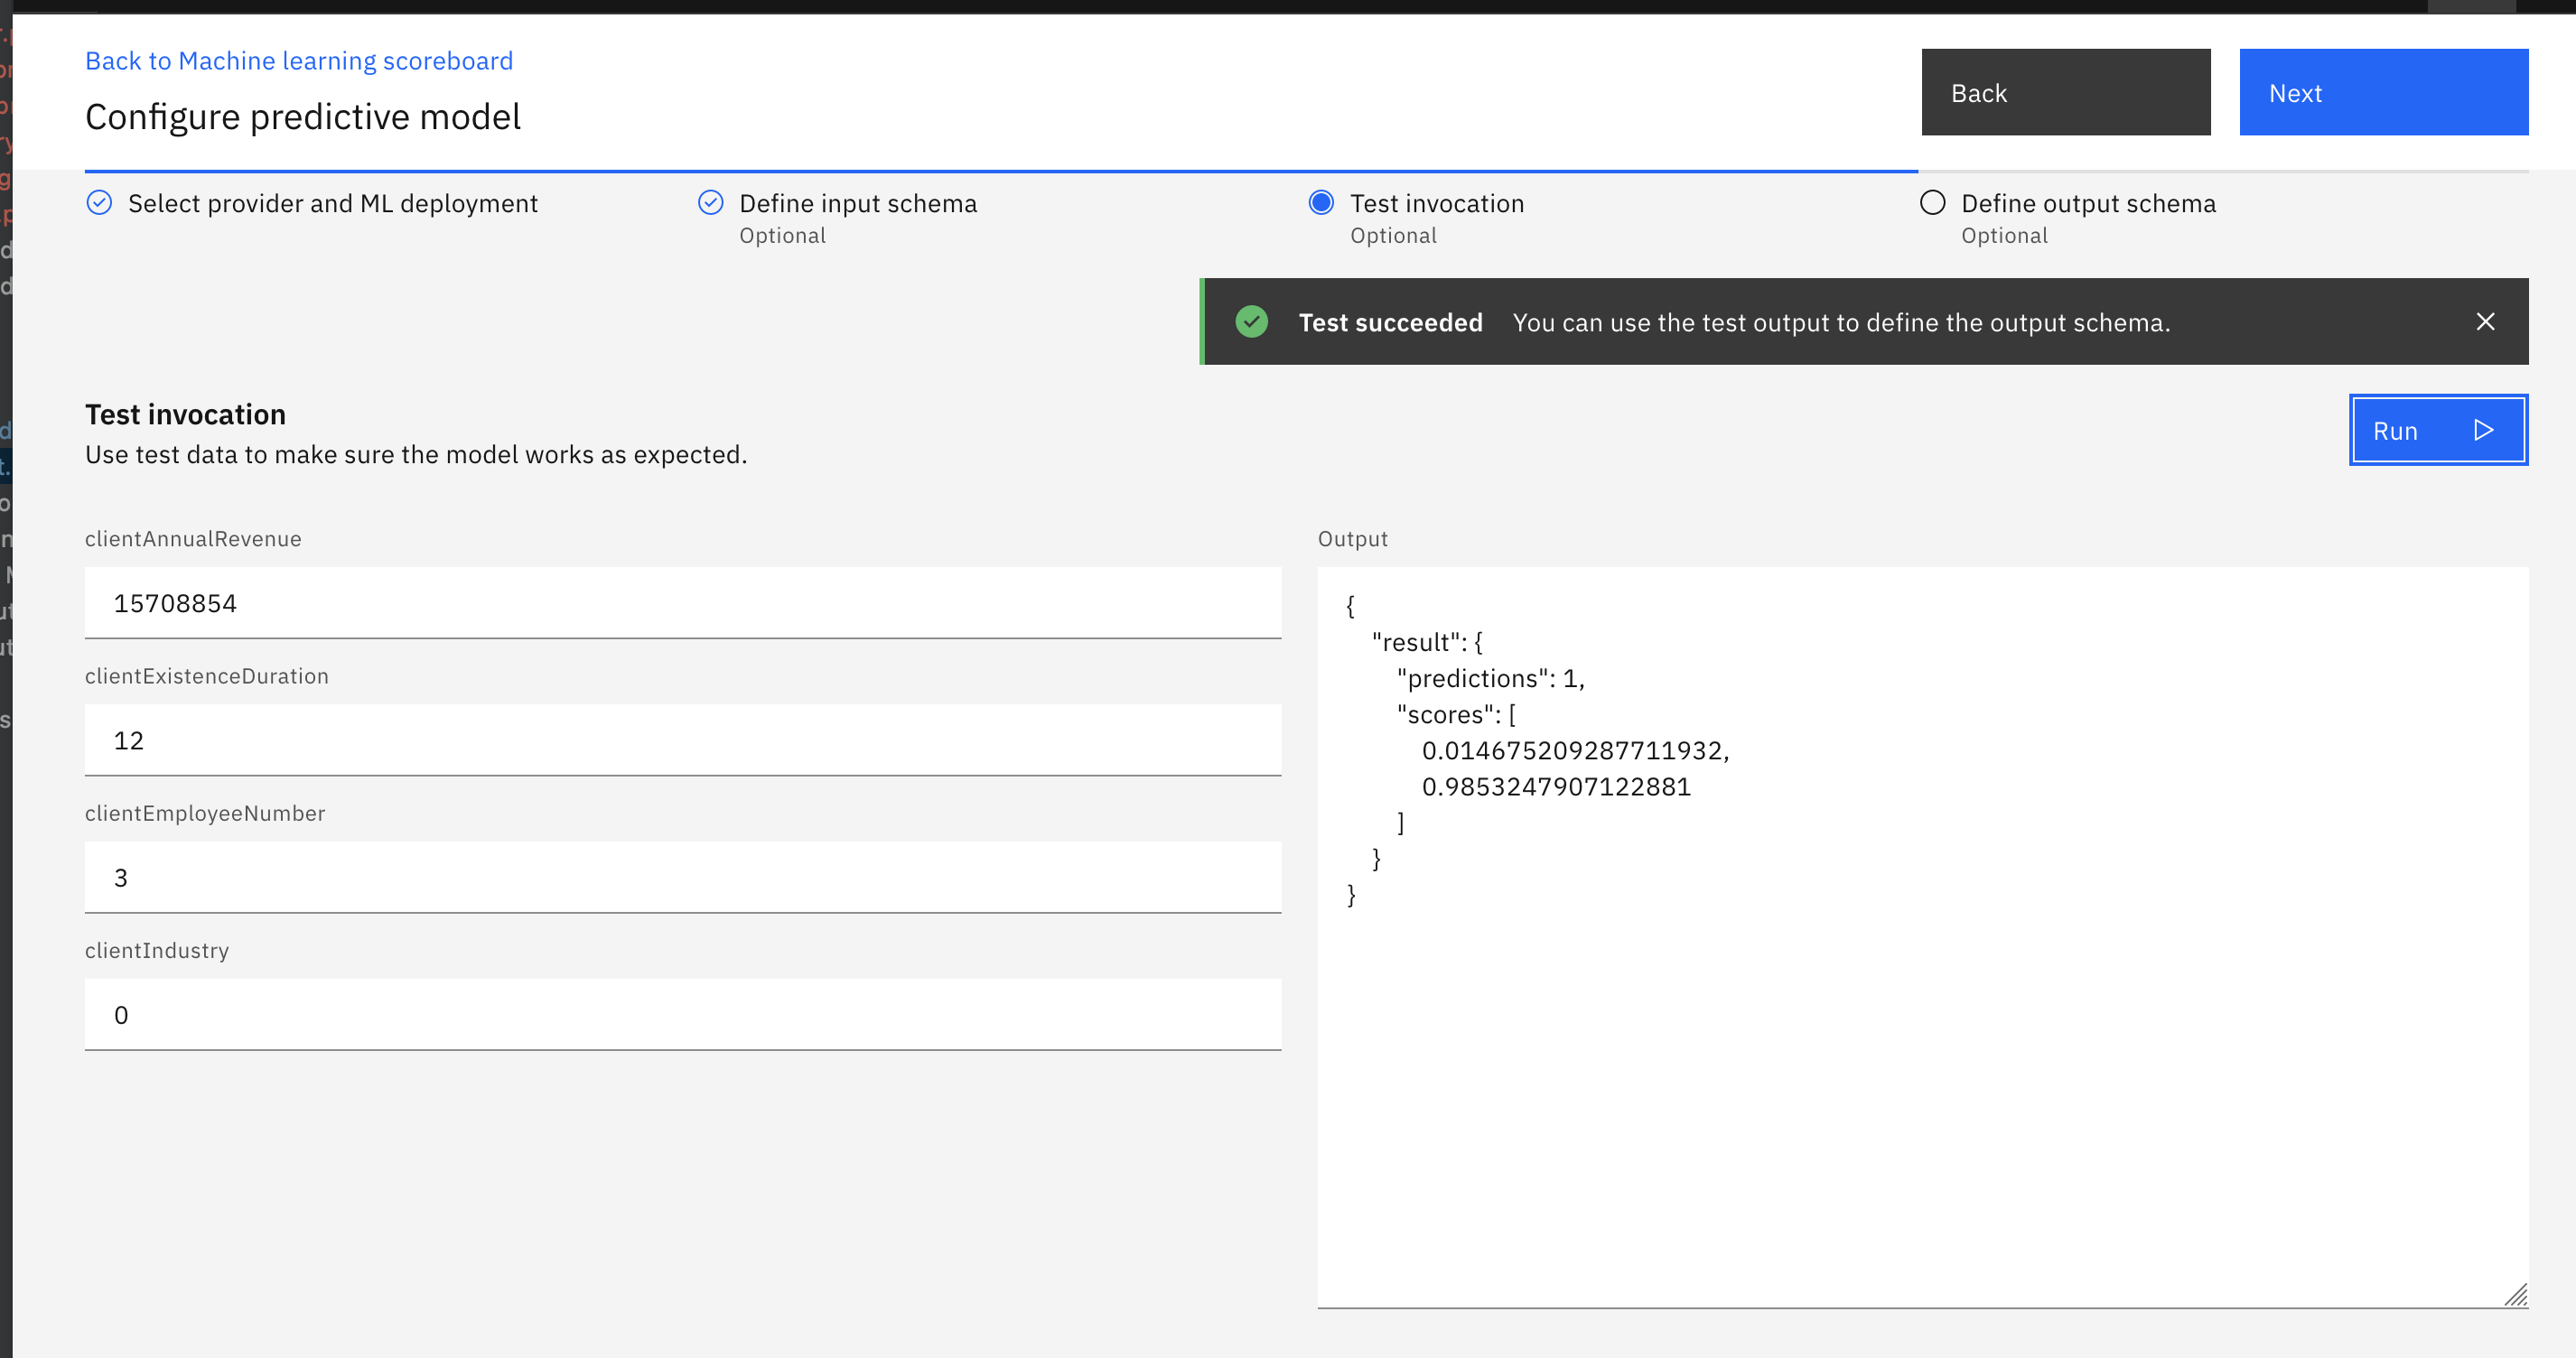 Back to Machine learning scoreboard
Configure predictive model
Back
Next
Select provider and ML deployment
Define input schema
Optional
Test invocation
Optional
Define output schema
Optional
Test succeeded You can use the test output to define the output schema.
Test invocation
Use test data to make sure the model works as expected.
Run
clientAnnualRevenue
15708854
clientExistenceDuration
12
clientEmployeeNumber
3
clientIndustry
0
Output
{
"result": {
"predictions": 1,
"scores": [
0.014675209287711932,
0.9853247907122881
]
}
}